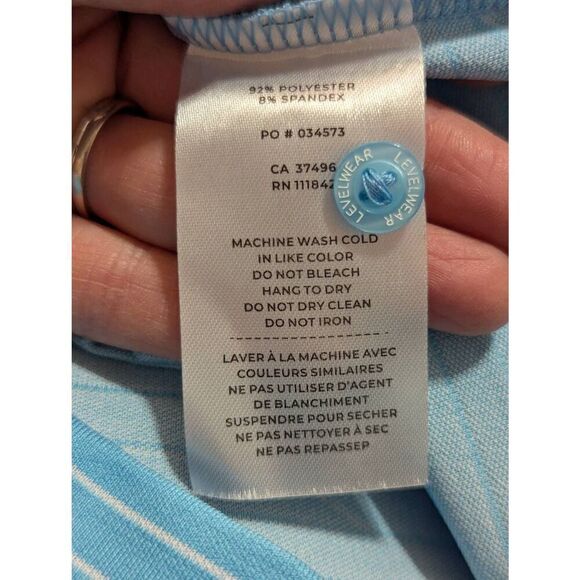 92% POLYESTER
8% SPANDEX
PO # 034573
CA 37496
RN 111842
LEVELWEAR LEVELWEAR
MACHINE WASH COLD
IN LIKE COLOR
DO NOT BLEACH
HANG TO DRY
DO NOT DRY CLEAN
DO NOT IRON
LAVER À LA MACHINE AVEC
COULEURS SIMILAIRES
NE PAS UTILISER D'AGENT
DE BLANCHIMENT
SUSPENDRE POUR SECHER
NE PAS NETTOYER À SEC
NE PAS REPASSEP